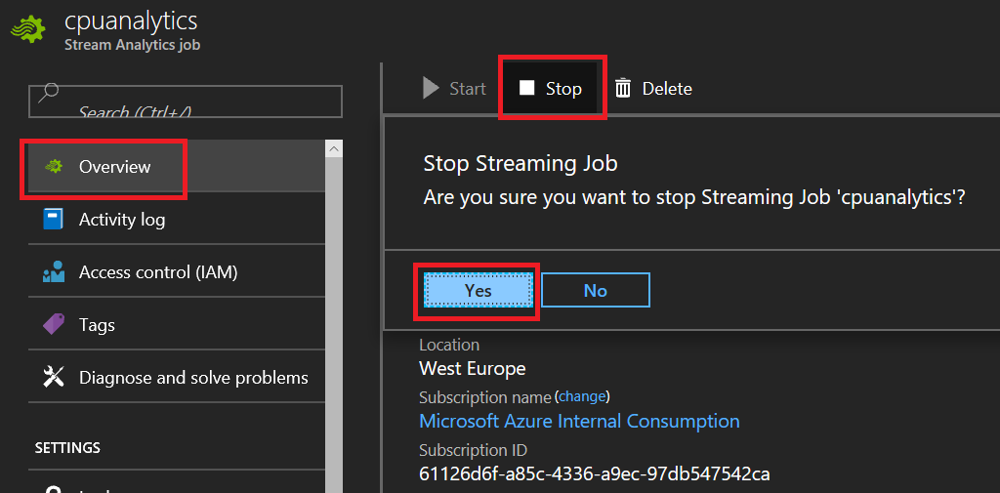 cpuanalytics
Stream Analytics job
Search (Ctrl+/)
Overview
Activity log
Access control (IAM)
Tags
Diagnose and solve problems
SETTINGS
Start
Stop
Delete
Stop Streaming Job
Are you sure you want to stop Streaming Job 'cpuanalytics'?
Yes
No
Location
West Europe
Subscription name (change)
Microsoft Azure Internal Consumption
Subscription ID
61126d6f-a85c-4336-a9ec-97db547542ca